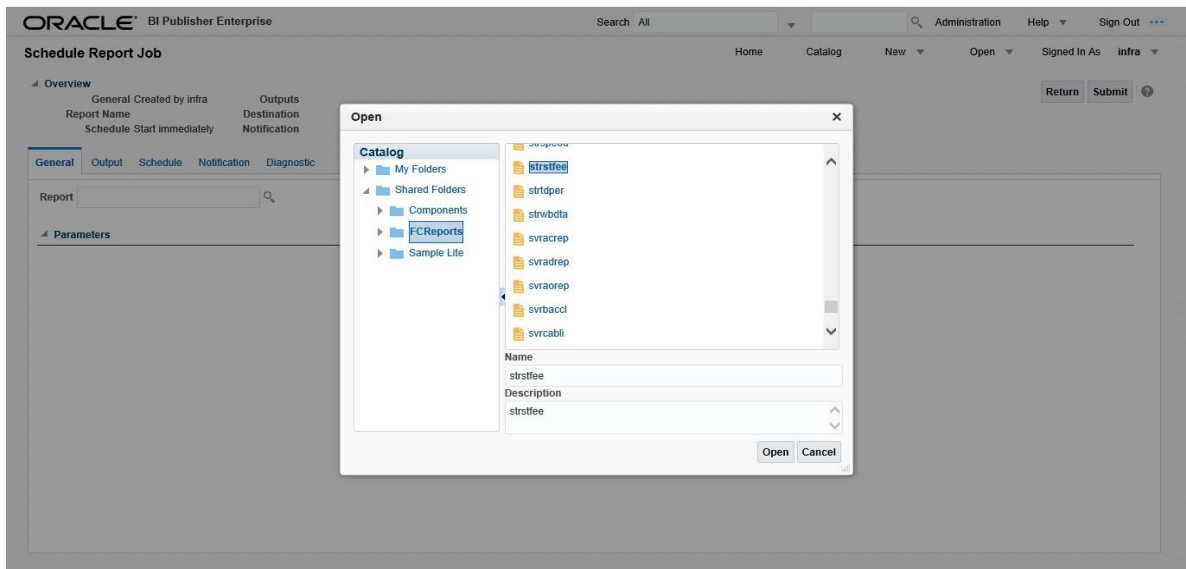 ORACLE BI Publisher Enterprise Search All Administration Help Sign Out
Schedule Report Job Home Catalog New Open Signed In As infra
Overview
General Created by infra Outputs
Report Name Destination
Schedule Start immediately Notification
Return Submit
General Output Schedule Notification Diagnostic
Report
Parameters
Open
Catalog
My Folders
Shared Folders
Components
FCReports
Sample Lite
strstfee
strtdper
strwbdta
svracrep
svradrep
svraorep
svrbaccl
svrcabli
Name
strstfee
Description
strstfee
Open Cancel